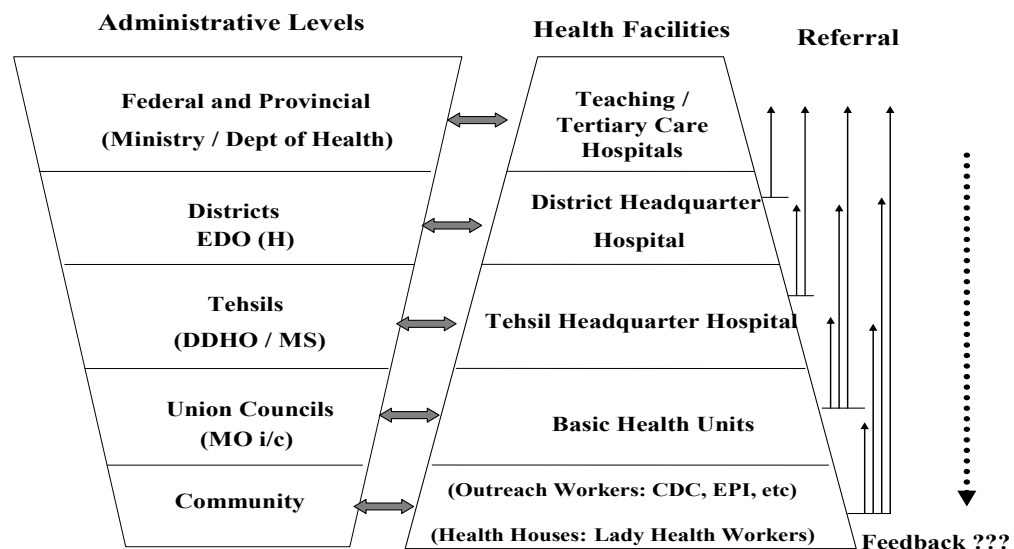 Administrative Levels
Health Facilities
Referral
Federal and Provincial
(Ministry / Dept of Health)
Teaching /
Tertiary Care
Hospitals
Districts
EDO (H)
District Headquarter
Hospital
Tehsils
(DDHO / MS)
Tehsil Headquarter Hospital
Union Councils
(MO i/c)
Basic Health Units
Community
(Outreach Workers: CDC, EPI, etc)
(Health Houses: Lady Health Workers)
Feedback ???